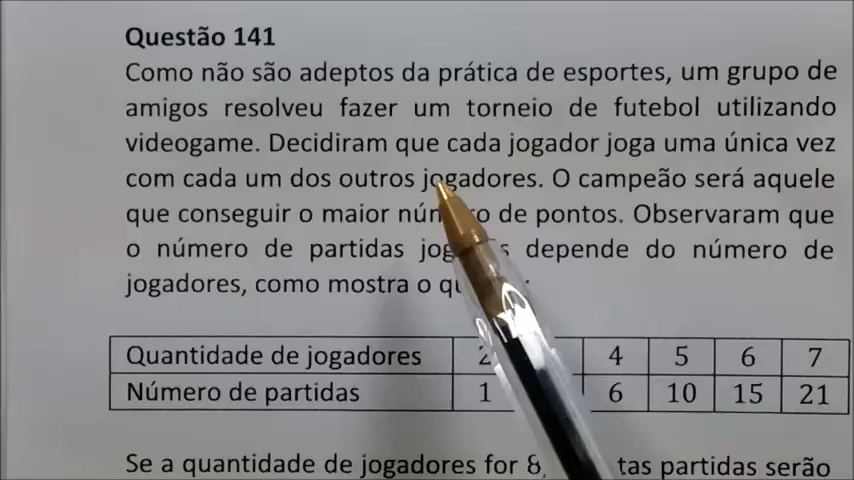 Questão 141
Como não são adeptos da prática de esportes, um grupo de
amigos resolveu fazer um torneio de futebol utilizando
videogame. Decidiram que cada jogador joga uma única vez
com cada um dos outros jogadores. O campeão será aquele
que conseguir o maior número de pontos. Observaram que
o número de partidas depende do número de
jogadores, como mostra o
Quantidade de jogadores 2 4 5 6 7
Número de partidas 1 6 10 15 21
Se a quantidade de jogadores for 8, partidas serão